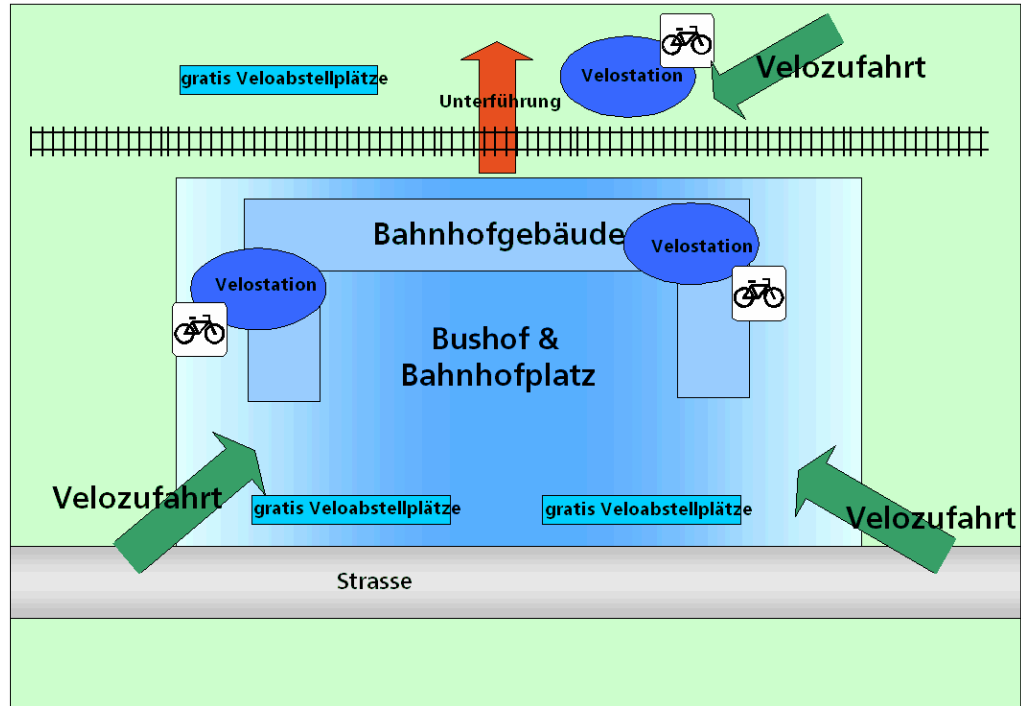 Velostation
Velozufahrt
gratis Veloabstellplätze
Unterführung
Bahnhofgebäude
Velostation
Velostation
Bushof &
Bahnhofplatz
Velozufahrt
gratis Veloabstellplätze
gratis Veloabstellplätze
Velozufahrt
Strasse